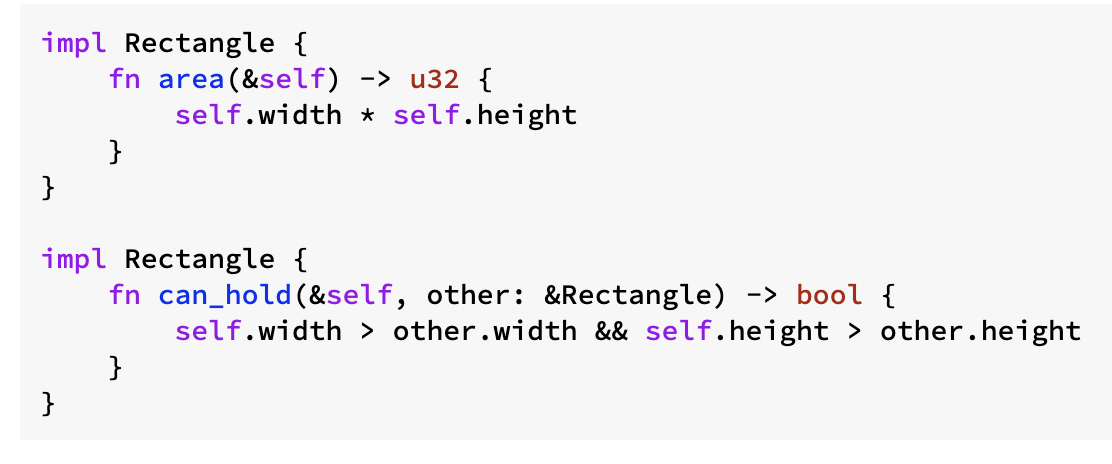 impl Rectangle {
    fn area(&self) -> u32 {
        self.width * self.height
    }
}

impl Rectangle {
    fn can_hold(&self, other: &Rectangle) -> bool {
        self.width > other.width && self.height > other.height
    }
}